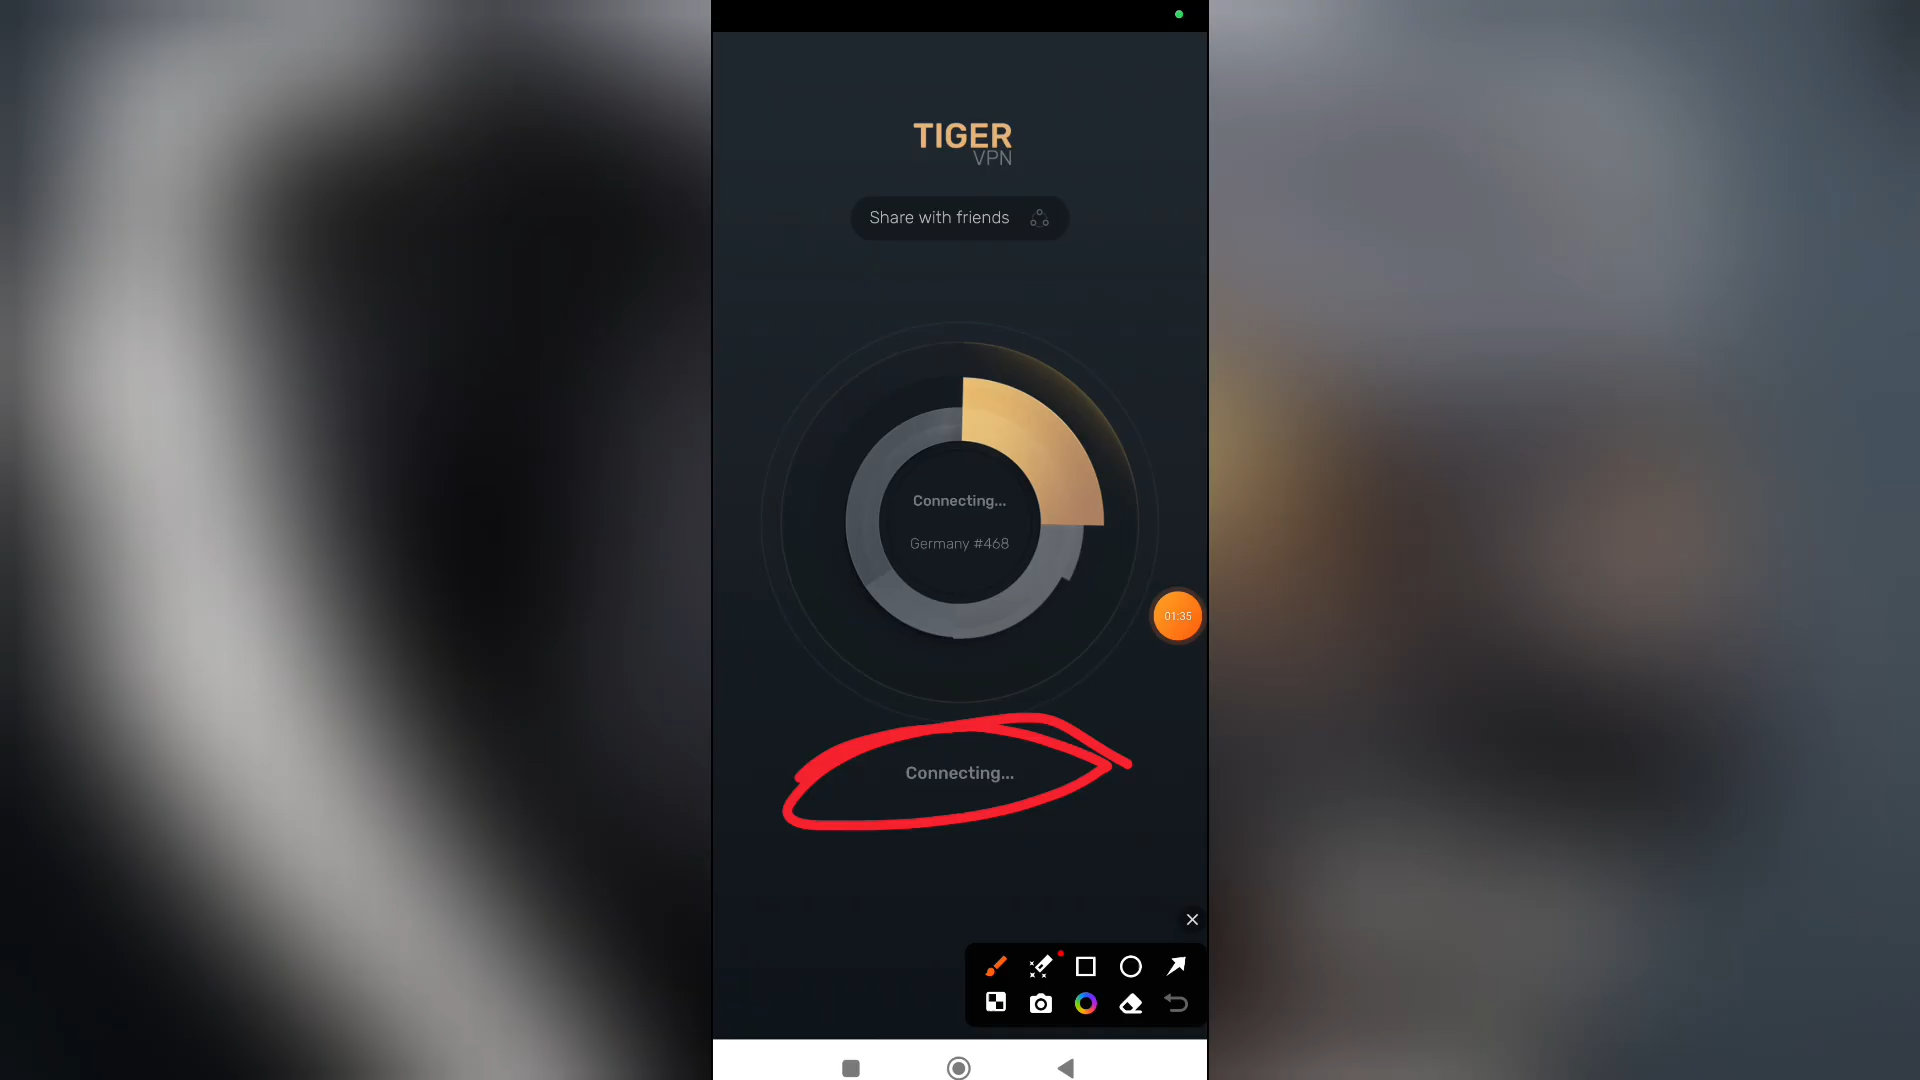 TIGER
VPN
Share with friends
Connecting...
Germany #468
01:35
Connecting...